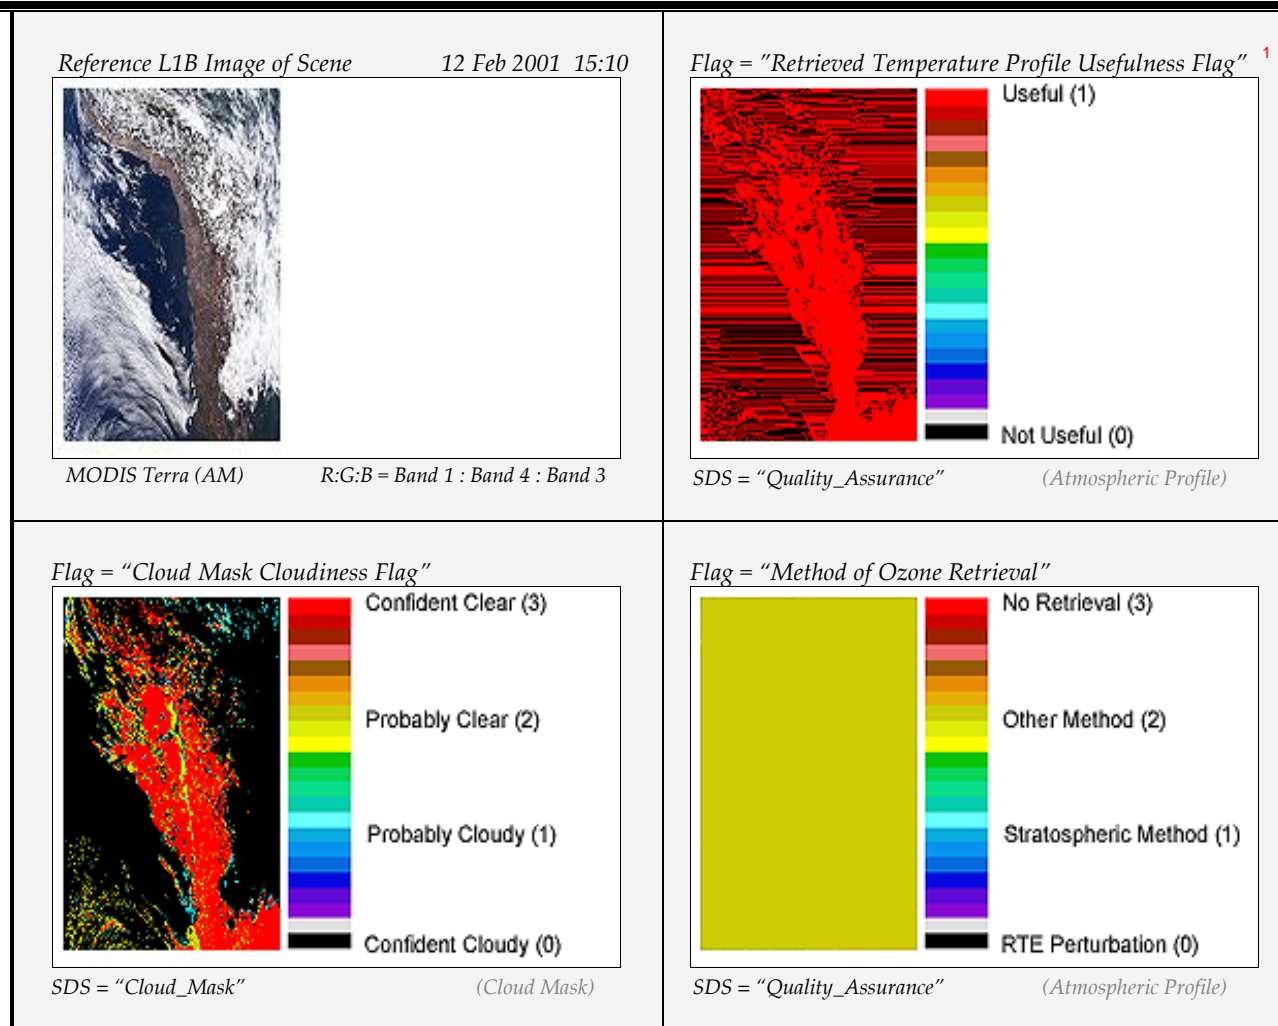 Reference L1B Image of Scene 12 Feb 2001 15:10
MODIS Terra (AM) R:G:B = Band 1 : Band 4 : Band 3
Flag = "Retrieved Temperature Profile Usefulness Flag" 1
Useful (1)
Not Useful (0)
SDS = "Quality_Assurance" (Atmospheric Profile)
Flag = "Cloud Mask Cloudiness Flag"
Confident Clear (3)
Probably Clear (2)
Probably Cloudy (1)
Confident Cloudy (0)
SDS = "Cloud_Mask" (Cloud Mask)
Flag = "Method of Ozone Retrieval"
No Retrieval (3)
Other Method (2)
Stratospheric Method (1)
RTE Perturbation (0)
SDS = "Quality_Assurance" (Atmospheric Profile)